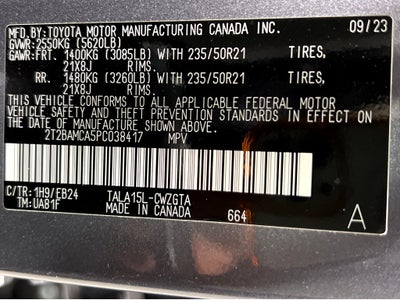 MFD.BY:TOYOTA MOTOR MANUFACTURING CANADA INC. 09/23
GVWR:2550KG (5620LB)
GAWR:FRT. 1400KG (3085LB) WITH 235/50R21 TIRES,
21X8J RIMS.
RR. 1480KG (3260LB) WITH 235/50R21 TIRES,
21X8J RIMS.
THIS VEHICLE CONFORMS TO ALL APPLICABLE FEDERAL MOTOR
VEHICLE SAFETY AND THEFT PREVENTION STANDARDS IN EFFECT ON
THE DATE OF MANUFACTURE SHOWN ABOVE.
2T2BAMCA5PC038417 MPV
C/TR:1H9/EB24 TALA15L-CWZGTA
TM:UA81F MADE IN CANADA 664 A